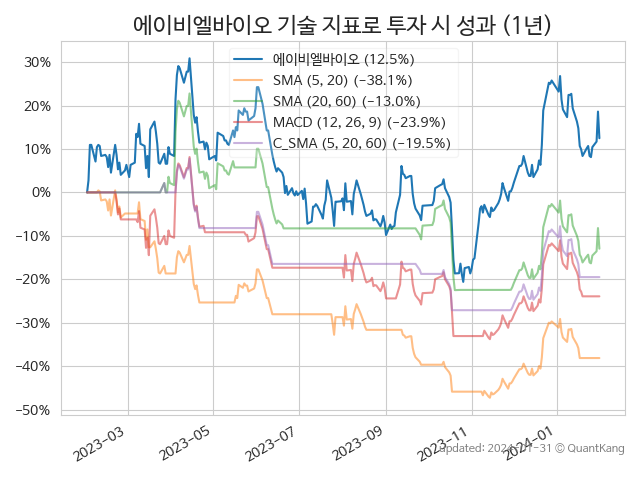 에이비엘바이오 기술 지표로 투자 시 성과 (1년)
에이비엘바이오 (12.5%)
SMA (5, 20) (−38.1%)
SMA (20, 60) (−13.0%)
MACD (12, 26, 9) (−23.9%)
C_SMA (5, 20, 60) (−19.5%)
30%
20%
10%
0%
−10%
−20%
−30%
−40%
−50%
2023−03
2023−05
2023−07
2023−09
2023−11
2024−01
updated: 2024−01−31 © QuantKang